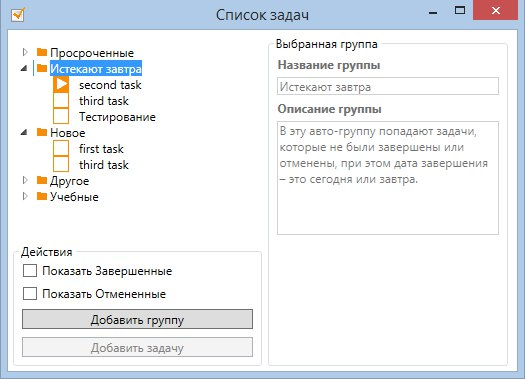 Список задач
Просроченные
Истекают завтра
second task
third task
Тестирование
Новое
first task
third task
Другое
Учебные
Действия
Показать Завершенные
Показать Отмененные
Добавить группу
Добавить задачу
Выбранная группа
Название группы
Истекают завтра
Описание группы
В эту авто-группу попадают задачи,
которые не были завершены или
отменены, при этом дата завершения
– это сегодня или завтра.